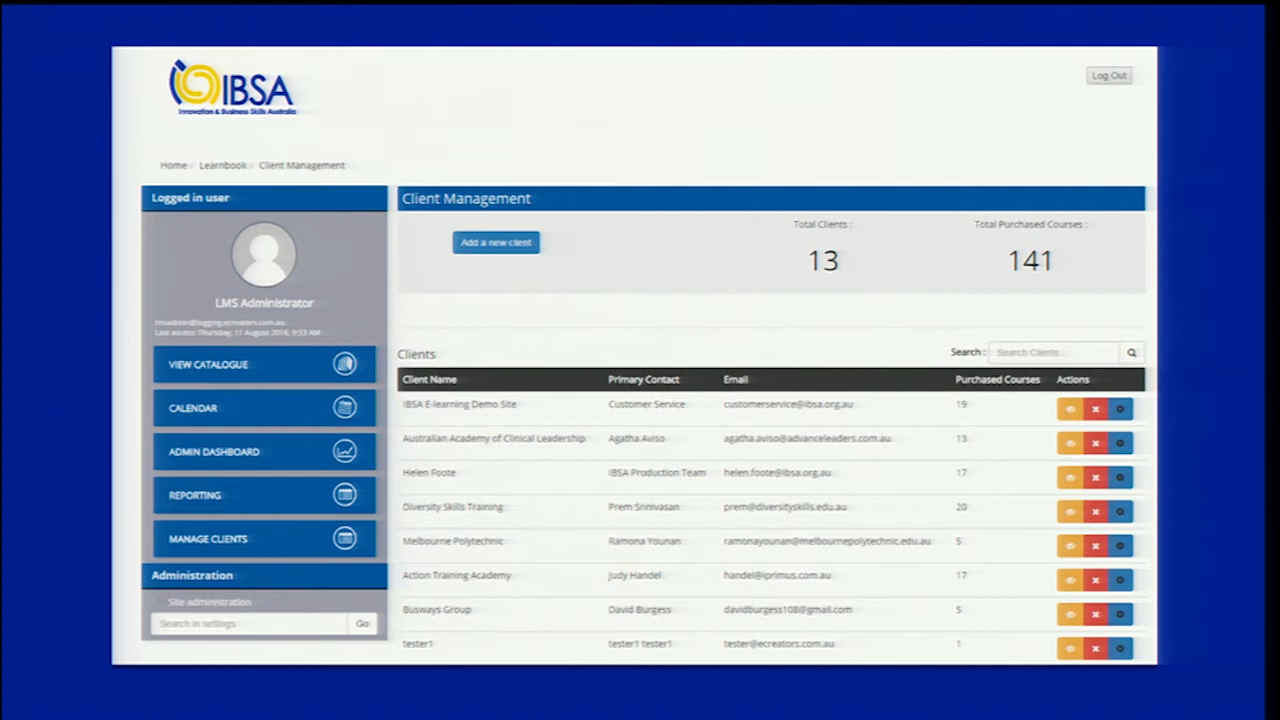 IBSA
Innovation & Business Skills Australia
Log Out
Home / Learnbook / Client Management
Logged in user
LMS Administrator
lmsadmin@logging.ecreators.com.au
Last access: Thursday, 11 August 2016, 9:53 AM
VIEW CATALOGUE
CALENDAR
ADMIN DASHBOARD
REPORTING
MANAGE CLIENTS
Administration
Site administration
Search in settings Go
Client Management
Add a new client
Total Clients : Total Purchased Courses :
13 141
Clients Search : Search Clients...
Client Name Primary Contact Email Purchased Courses Actions
IBSA E-learning Demo Site Customer Service customerservice@ibsa.org.au 19
Australian Academy of Clinical Leadership Agatha Aviso agatha.aviso@advanceleaders.com.au 13
Helen Foote IBSA Production Team helen.foote@ibsa.org.au 17
Diversity Skills Training Prem Srinivasan prem@diversityskills.edu.au 20
Melbourne Polytechnic Ramona Younan ramonayounan@melbournepolytechnic.edu.au 5
Action Training Academy Judy Handel handel@iprimus.com.au 17
Busways Group David Burgess davidburgess108@gmail.com 5
tester1 tester1 tester1 tester@ecreators.com.au 1